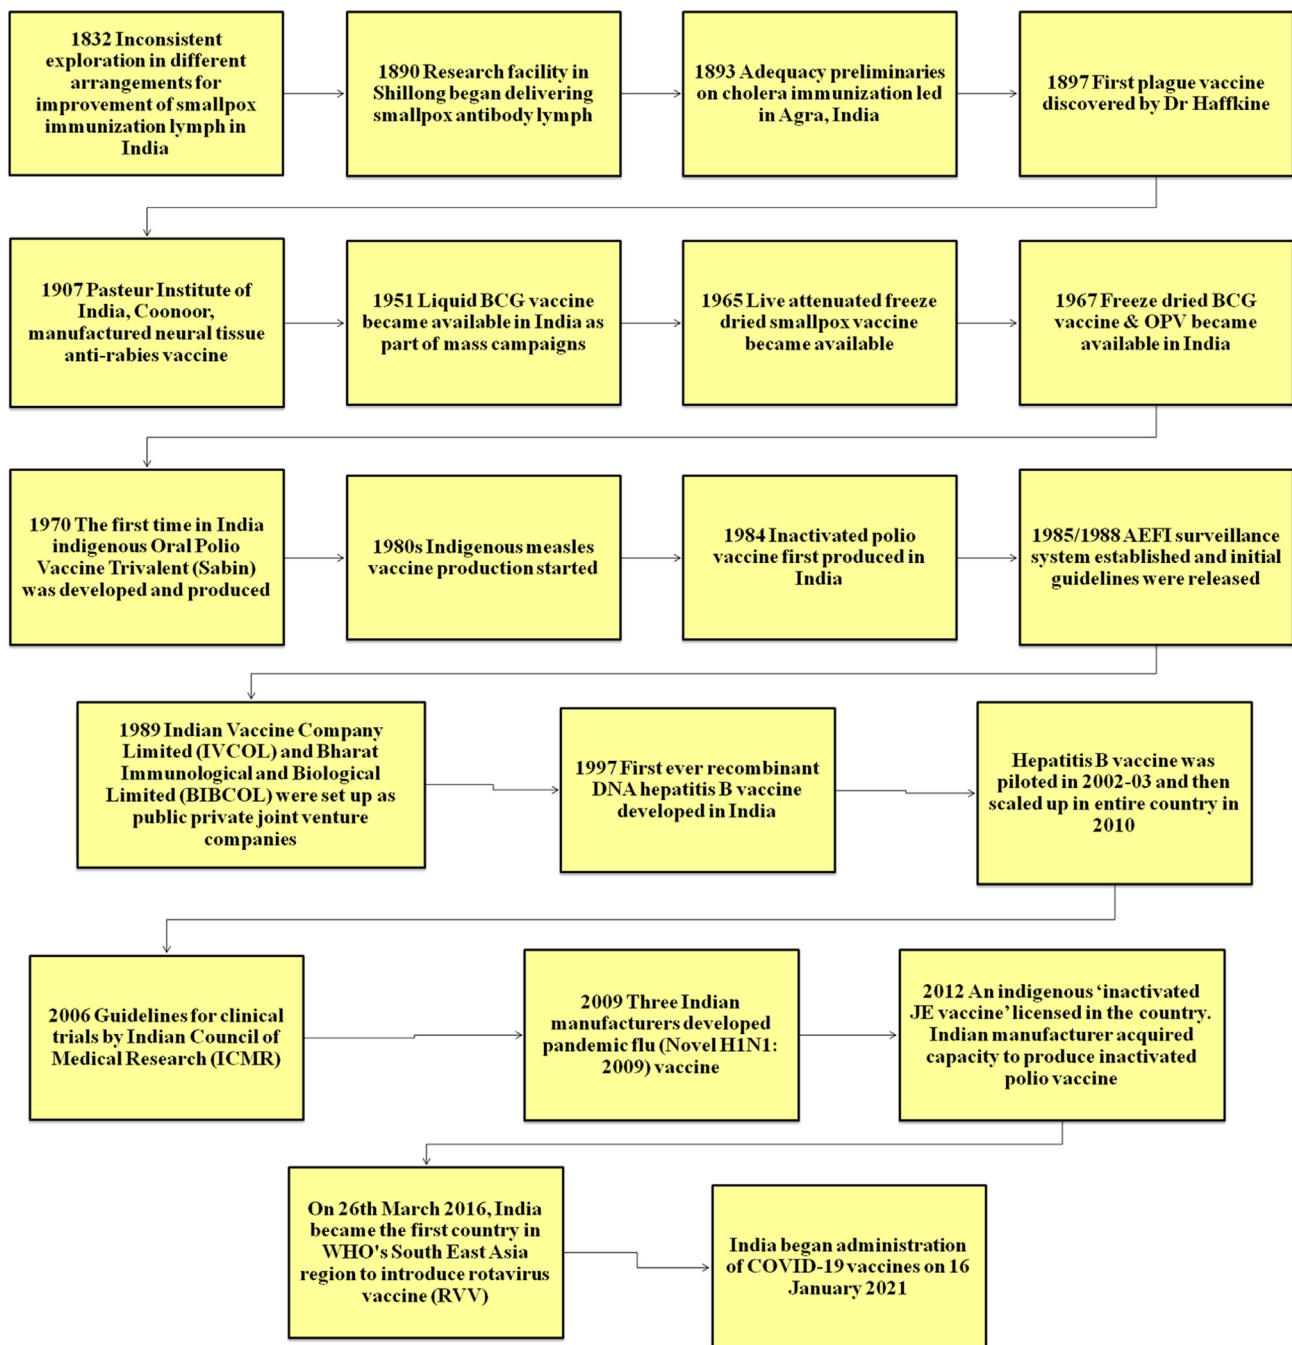 1832 Inconsistent
exploration in different
arrangements for
improvement of smallpox
immunization lymph in
India
1890 Research facility in
Shillong began delivering
smallpox antibody lymph
1893 Adequacy preliminaries
on cholera immunization led
in Agra, India
1897 First plague vaccine
discovered by Dr Haffkine
1907 Pasteur Institute of
India, Coonoor,
manufactured neural tissue
anti-rabies vaccine
1951 Liquid BCG vaccine
became available in India as
part of mass campaigns
1965 Live attenuated freeze
dried smallpox vaccine
became available
1967 Freeze dried BCG
vaccine & OPV became
available in India
1970 The first time in India
indigenous Oral Polio
Vaccine Trivalent (Sabin)
was developed and produced
1980s Indigenous measles
vaccine production started
1984 Inactivated polio
vaccine first produced in
India
1985/1988 AEFI surveillance
system established and initial
guidelines were released
1989 Indian Vaccine Company
Limited (IVCOL) and Bharat
Immunological and Biological
Limited (BIBCOL) were set up as
public private joint venture
companies
1997 First ever recombinant
DNA hepatitis B vaccine
developed in India
Hepatitis B vaccine was
piloted in 2002-03 and then
scaled up in entire country in
2010
2006 Guidelines for clinical
trials by Indian Council of
Medical Research (ICMR)
2009 Three Indian
manufacturers developed
pandemic flu (Novel H1N1:
2009) vaccine
2012 An indigenous ‘inactivated
JE vaccine’ licensed in the country.
Indian manufacturer acquired
capacity to produce inactivated
polio vaccine
On 26th March 2016, India
became the first country in
WHO's South East Asia
region to introduce rotavirus
vaccine (RVV)
India began administration
of COVID-19 vaccines on 16
January 2021